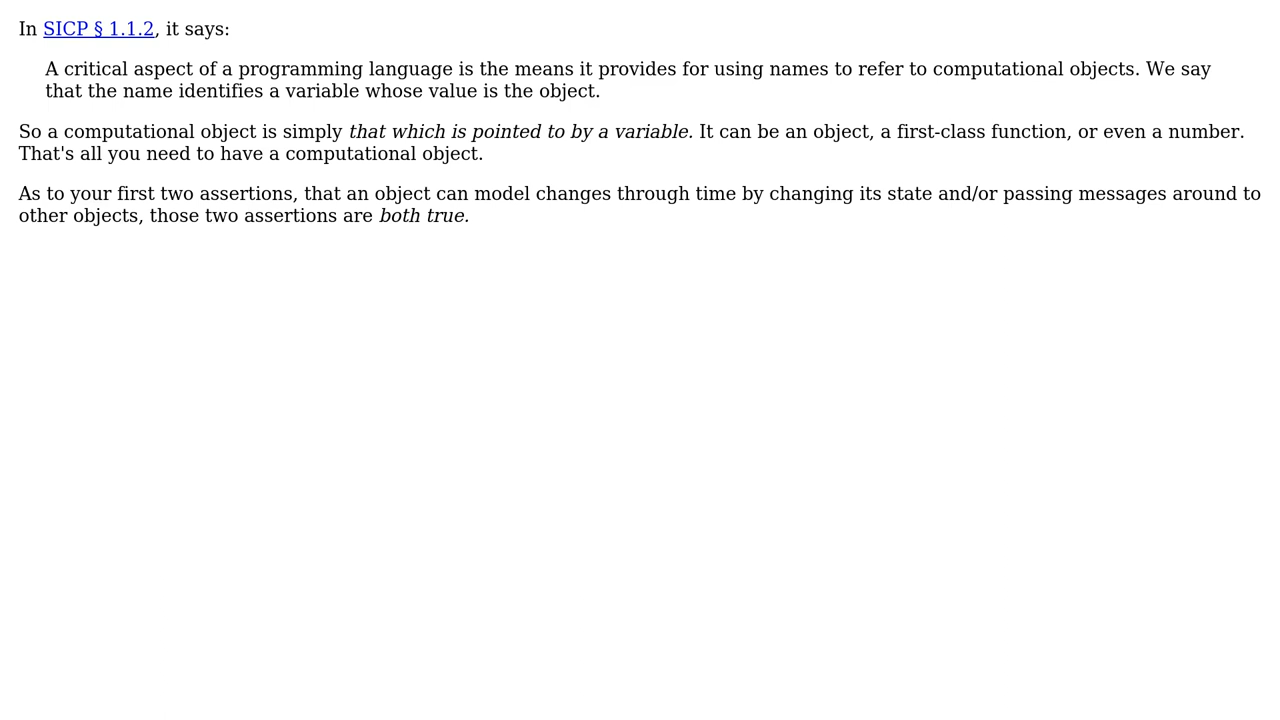 In SICP § 1.1.2, it says:
A critical aspect of a programming language is the means it provides for using names to refer to computational objects. We say
that the name identifies a variable whose value is the object.
So a computational object is simply that which is pointed to by a variable. It can be an object, a first-class function, or even a number.
That's all you need to have a computational object.
As to your first two assertions, that an object can model changes through time by changing its state and/or passing messages around to
other objects, those two assertions are both true.